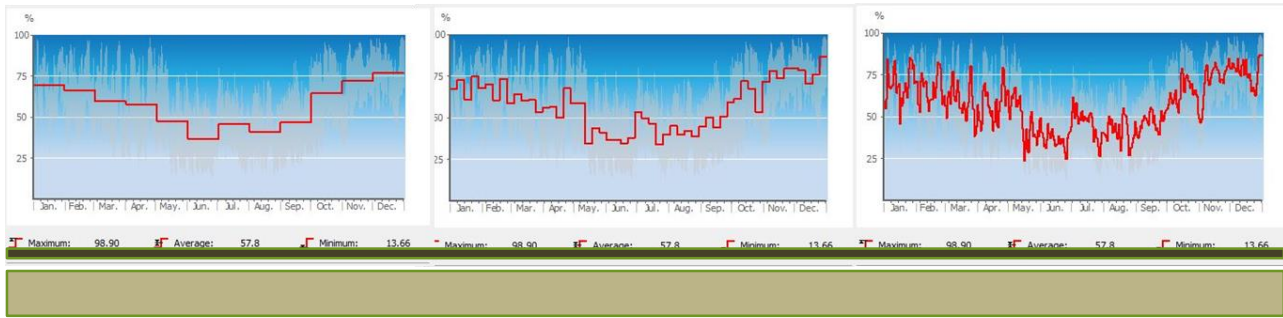 %
100
75
50
25
Jan. Feb. Mar. Apr. May. Jun. Jul. Aug. Sep. Oct. Nov. Dec.
Maximum: 98.90 Average: 57.8 Minimum: 13.66
%
00
75
50
25
Jan. Feb. Mar. Apr. May. Jun. Jul. Aug. Sep. Oct. Nov. Dec.
Maximum: 98.90 Average: 57.8 Minimum: 13.66
%
100
75
50
25
Jan. Feb. Mar. Apr. May. Jun. Jul. Aug. Sep. Oct. Nov. Dec.
Maximum: 98.90 Average: 57.8 Minimum: 13.66